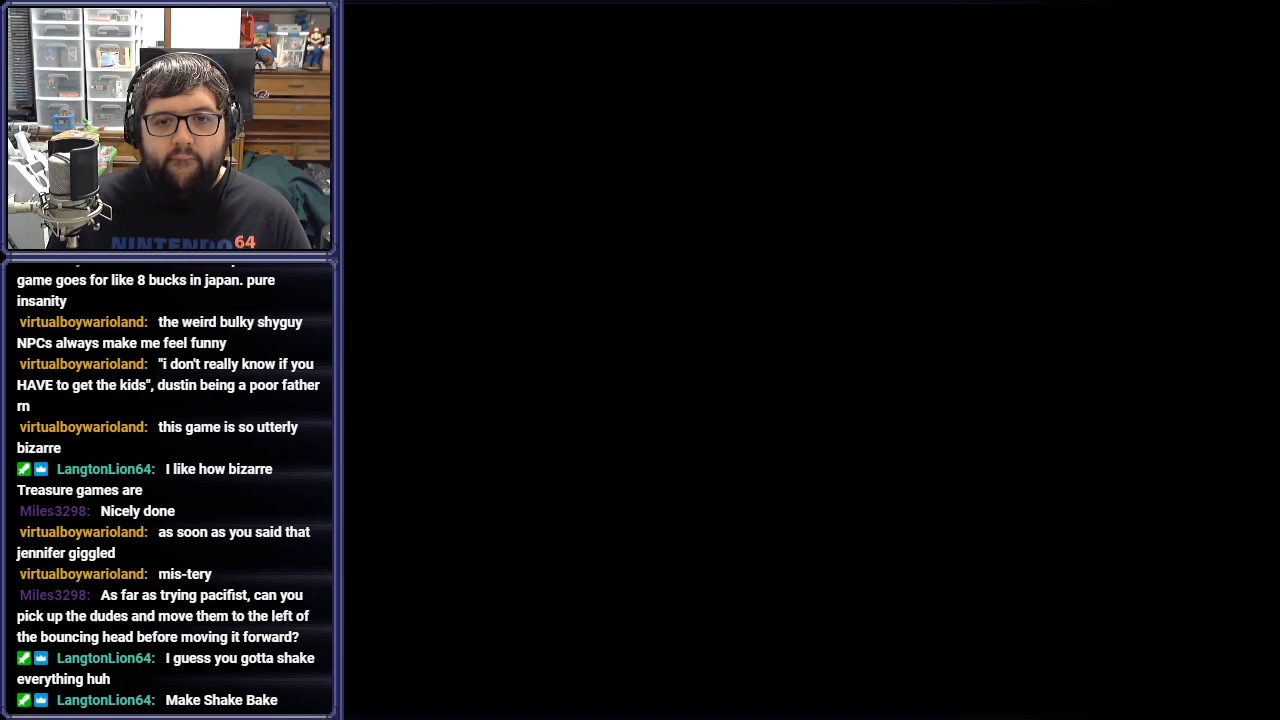 NINTENDO 64
game goes for like 8 bucks in japan. pure
insanity
virtualboywarioland: the weird bulky shyguy
NPCs always make me feel funny
virtualboywarioland: "i don't really know if you
HAVE to get the kids", dustin being a poor father
rn
virtualboywarioland: this game is so utterly
bizarre
LangtonLion64: I like how bizarre
Treasure games are
Miles3298: Nicely done
virtualboywarioland: as soon as you said that
jennifer giggled
virtualboywarioland: mis-tery
Miles3298: As far as trying pacifist, can you
pick up the dudes and move them to the left of
the bouncing head before moving it forward?
LangtonLion64: I guess you gotta shake
everything huh
LangtonLion64: Make Shake Bake